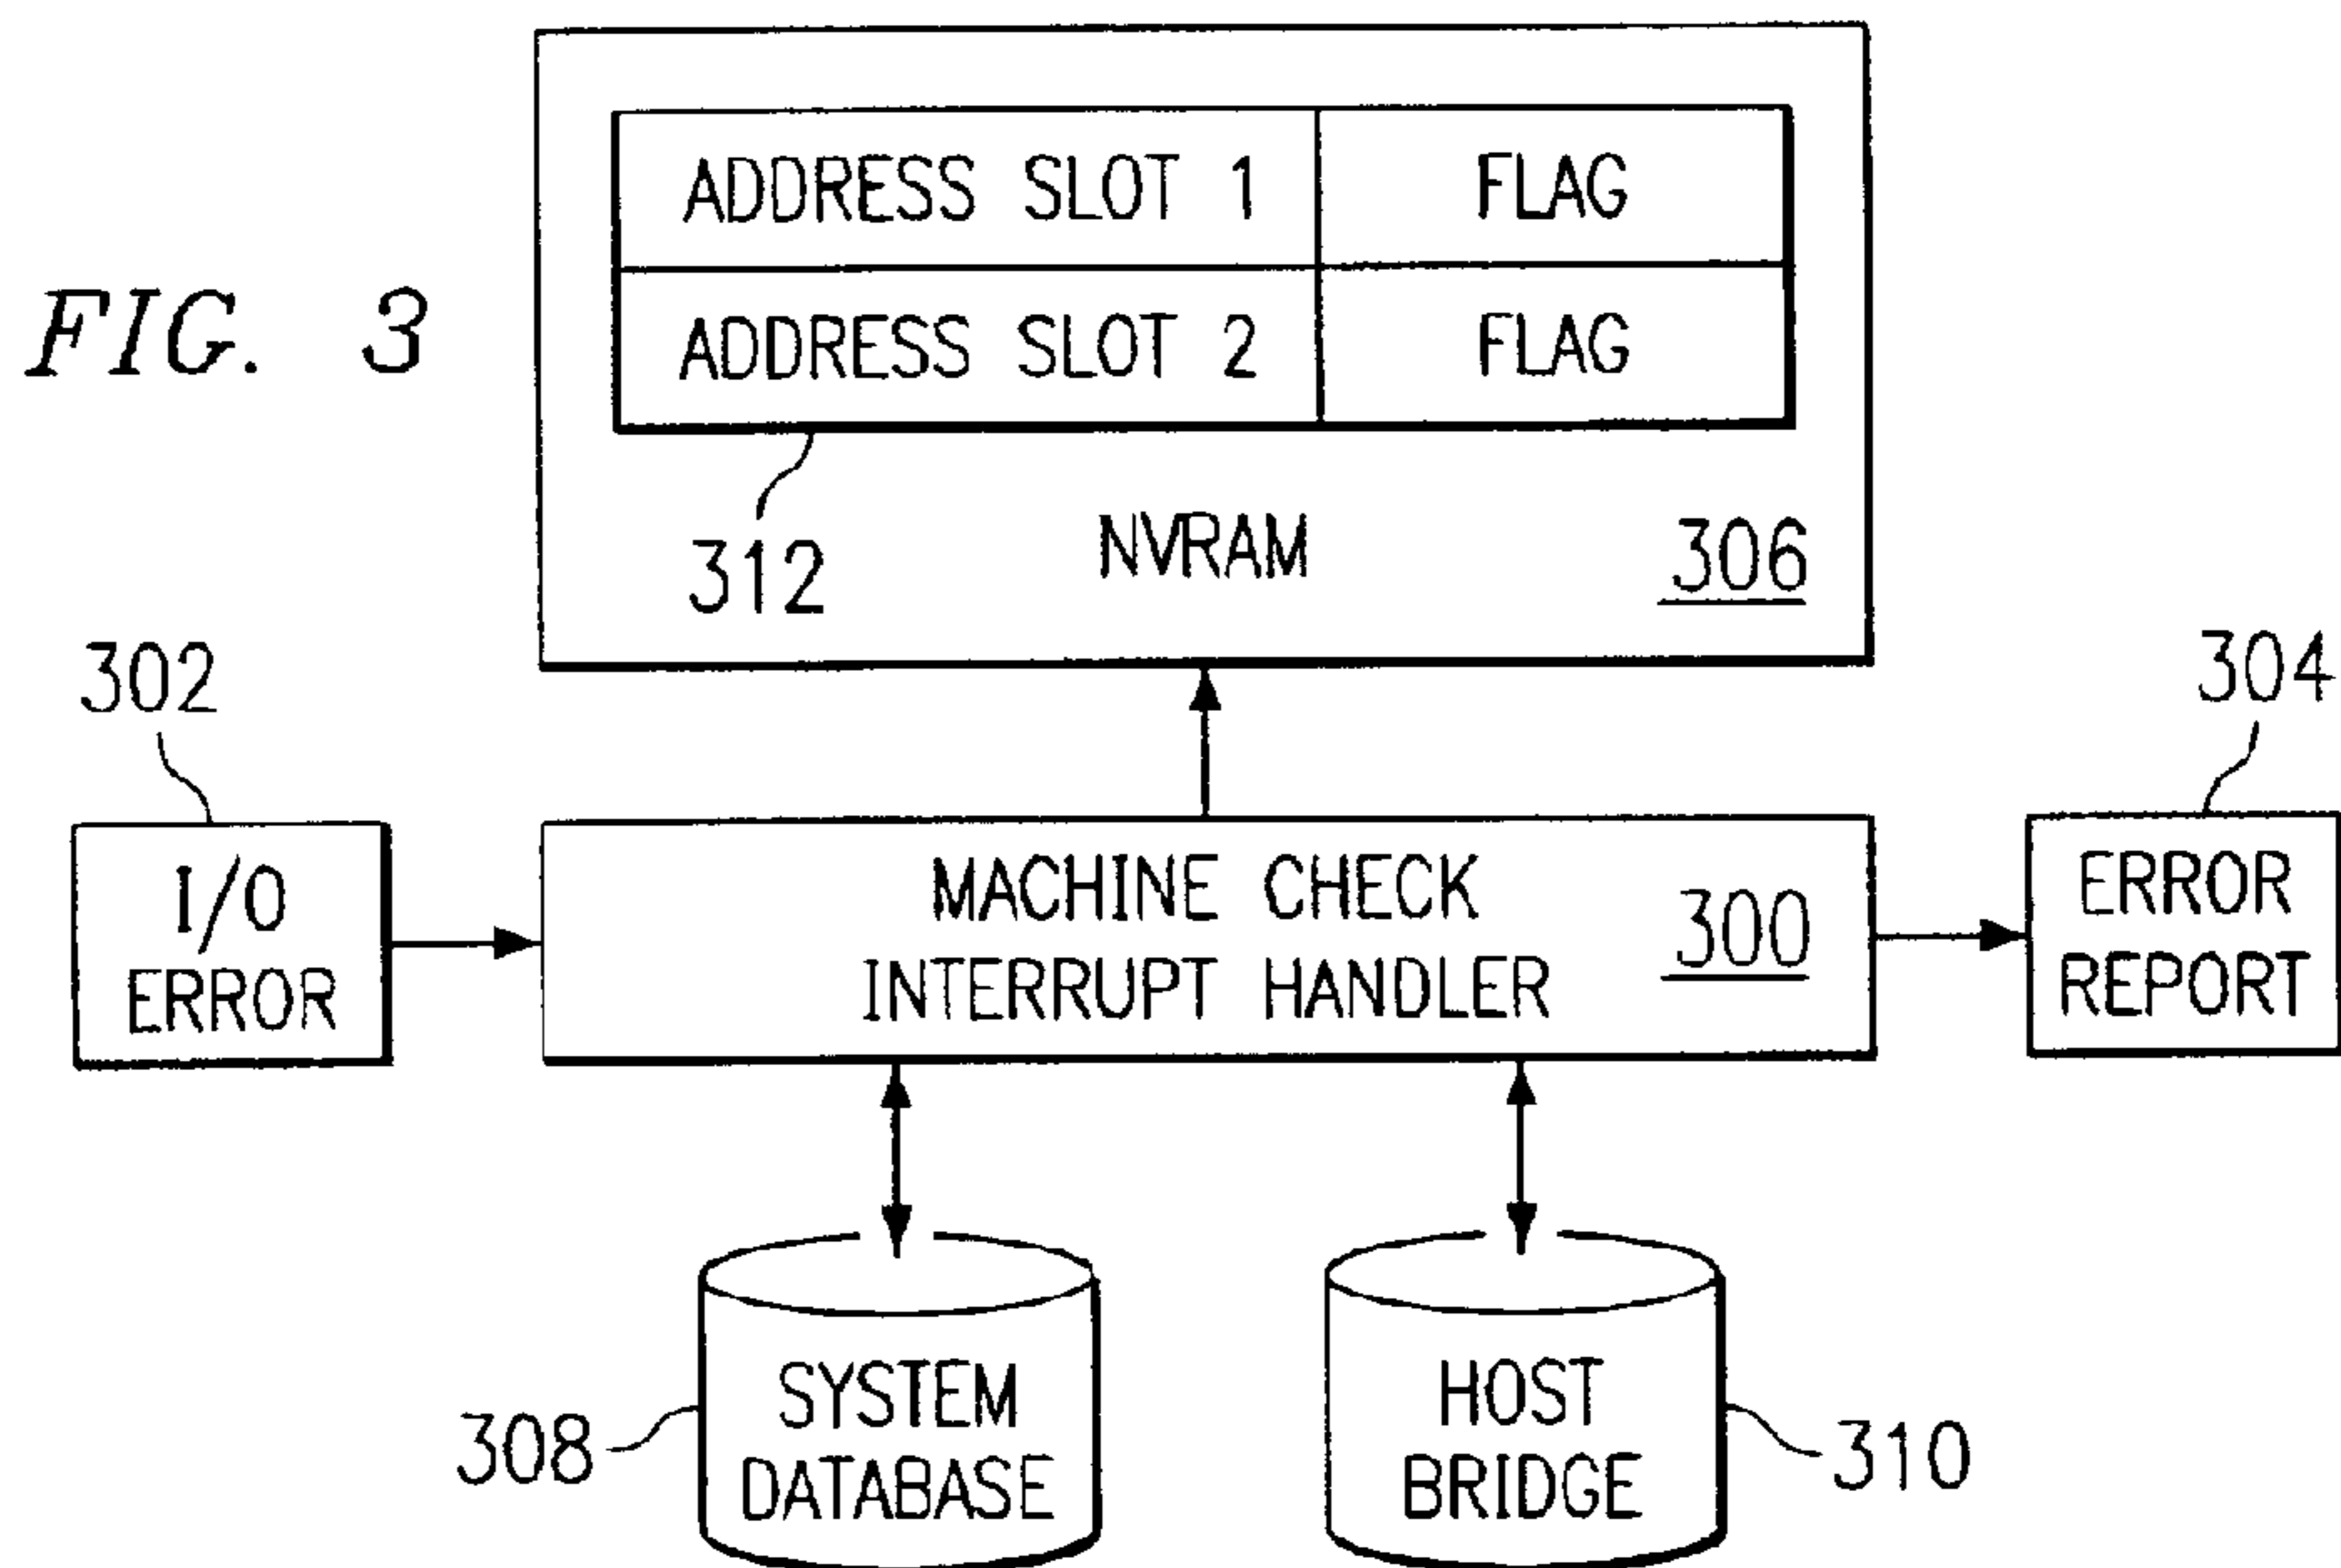 FIG. 3
ADDRESS SLOT 1 FLAG
ADDRESS SLOT 2 FLAG
312
NVRAM
306
302
304
I/O
ERROR
MACHINE CHECK
INTERRUPT HANDLER
300
ERROR
REPORT
308
SYSTEM
DATABASE
HOST
BRIDGE
310